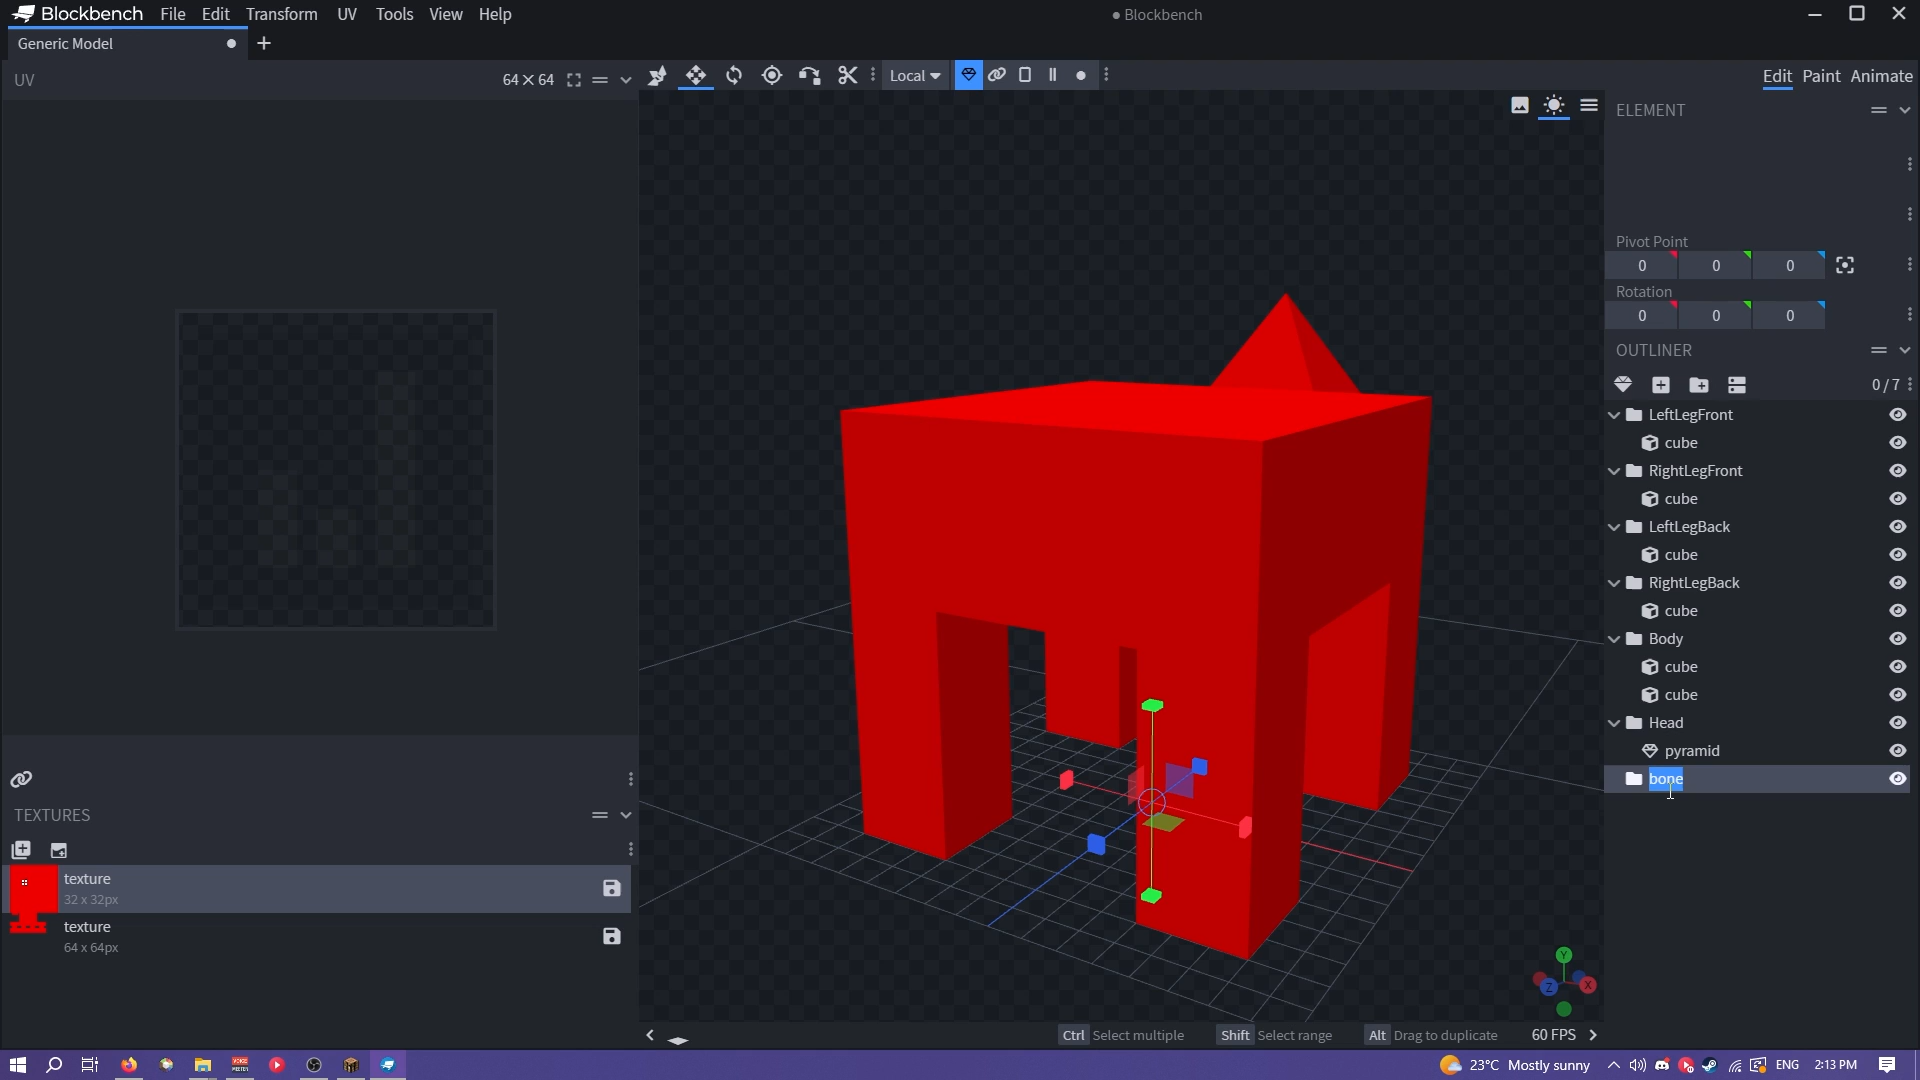 Blockbench File Edit Transform UV Tools View Help
● Blockbench
Generic Model
UV
64×64
Local
Edit Paint Animate
ELEMENT
Pivot Point
0 0 0
Rotation
0 0 0
OUTLINER
0/7
LeftLegFront
cube
RightLegFront
cube
LeftLegBack
cube
RightLegBack
cube
Body
cube
cube
Head
pyramid
bone
TEXTURES
texture
32 x 32px
texture
64 x 64px
Y
Z
X
Ctrl Select multiple Shift Select range Alt Drag to duplicate 60 FPS
23°C Mostly sunny ENG 2:13 PM